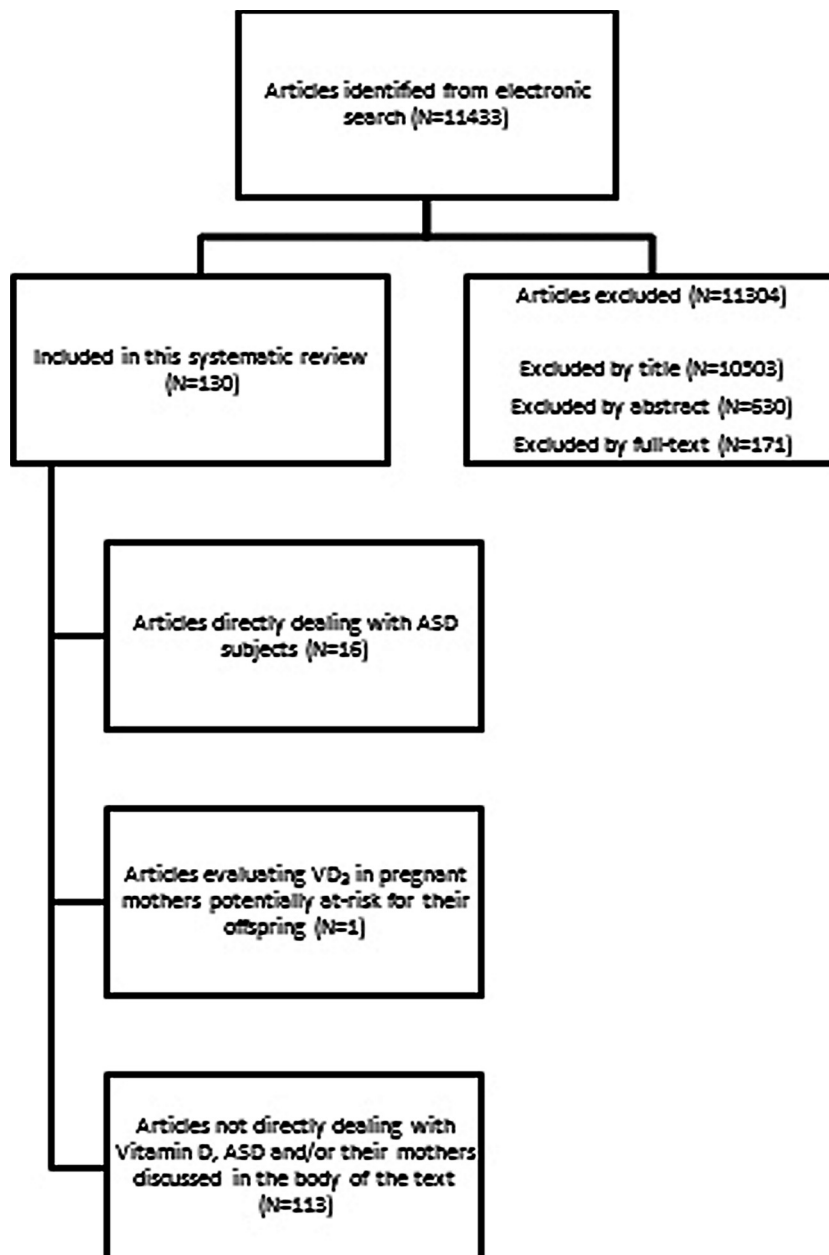 Articles identified from electronic
search (N=11433)
Included in this systematic review
(N=130)
Articles excluded (N=11304)
Excluded by title (N=10503)
Excluded by abstract (N=630)
Excluded by full-text (N=171)
Articles directly dealing with ASD
subjects (N=16)
Articles evaluating VD₃ in pregnant
mothers potentially at-risk for their
offspring (N=1)
Articles not directly dealing with
Vitamin D, ASD and/or their mothers
discussed in the body of the text
(N=113)